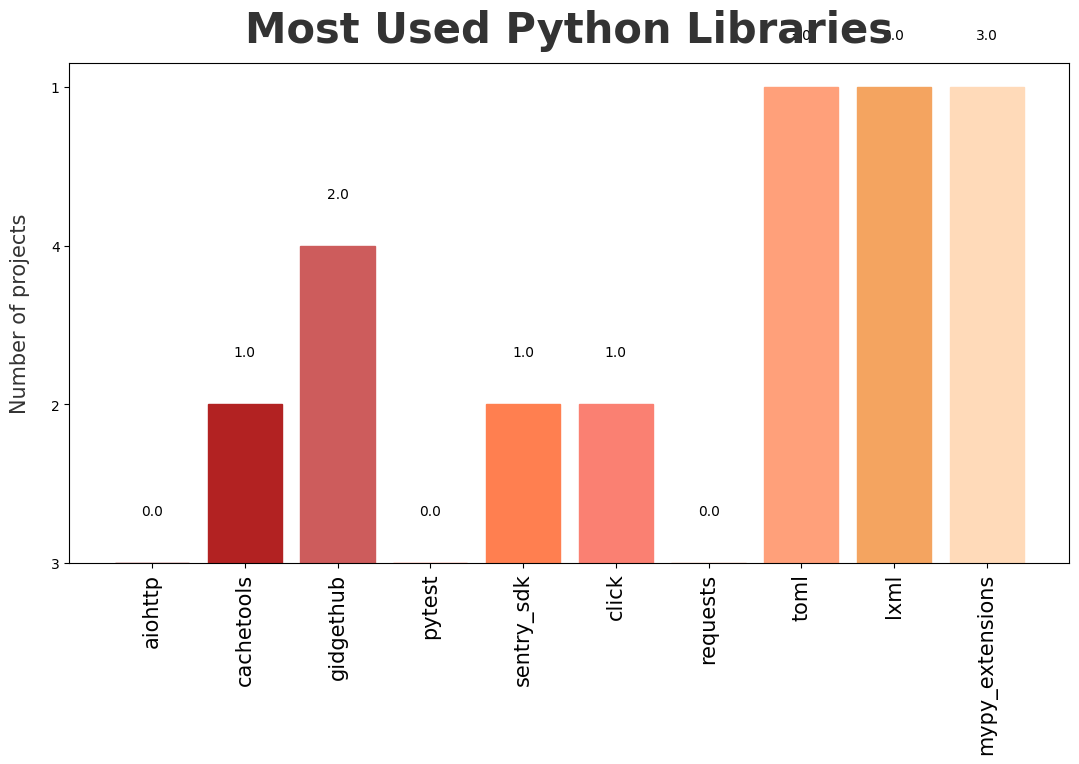 Most Used Python Libraries
3.0
1
2.0
4
1.0
1.0
1.0
2
0.0
0.0
0.0
3
Number of projects
aiohttp
cachetools
gidgethub
pytest
sentry_sdk
click
requests
toml
lxml
mypy_extensions